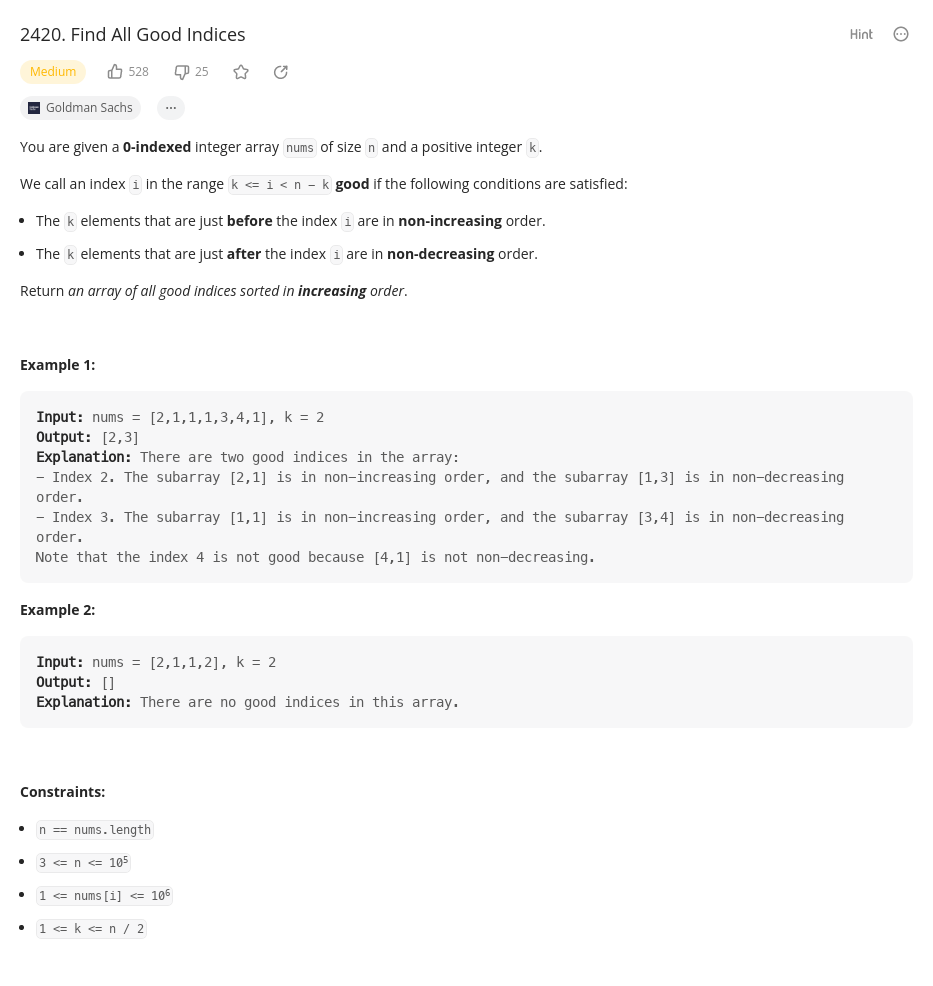 2420. Find All Good Indices
Hint
Medium 528 25
Goldman Sachs ...
You are given a 0-indexed integer array nums of size n and a positive integer k.
We call an index i in the range k <= i < n - k good if the following conditions are satisfied:
• The k elements that are just before the index i are in non-increasing order.
• The k elements that are just after the index i are in non-decreasing order.
Return an array of all good indices sorted in increasing order.
Example 1:
Input: nums = [2,1,1,1,3,4,1], k = 2
Output: [2,3]
Explanation: There are two good indices in the array:
- Index 2. The subarray [2,1] is in non-increasing order, and the subarray [1,3] is in non-decreasing
order.
- Index 3. The subarray [1,1] is in non-increasing order, and the subarray [3,4] is in non-decreasing
order.
Note that the index 4 is not good because [4,1] is not non-decreasing.
Example 2:
Input: nums = [2,1,1,2], k = 2
Output: []
Explanation: There are no good indices in this array.
Constraints:
• n == nums.length
• 3 <= n <= 10⁵
• 1 <= nums[i] <= 10⁶
• 1 <= k <= n / 2